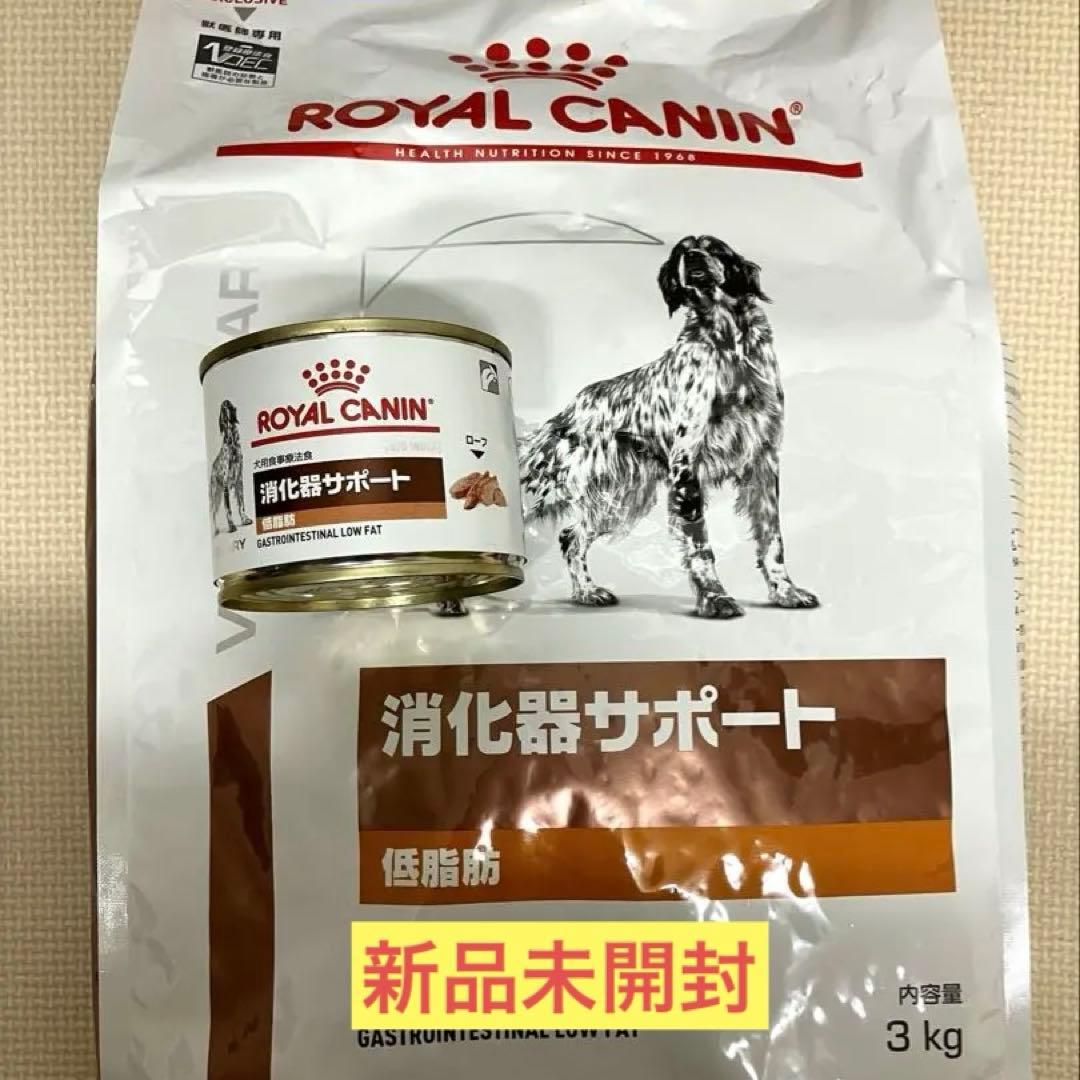 EXCLUSIVE
獣医師専用
VDEC
ROYAL CANIN®
HEALTH NUTRITION SINCE 1968
ROYAL CANIN®
犬用食事療法食
ローフ
消化器サポート
低脂肪
GASTROINTESTINAL LOW FAT
消化器サポート
低脂肪
新品未開封
GASTROINTESTINAL LOW FAT
内容量
3 kg